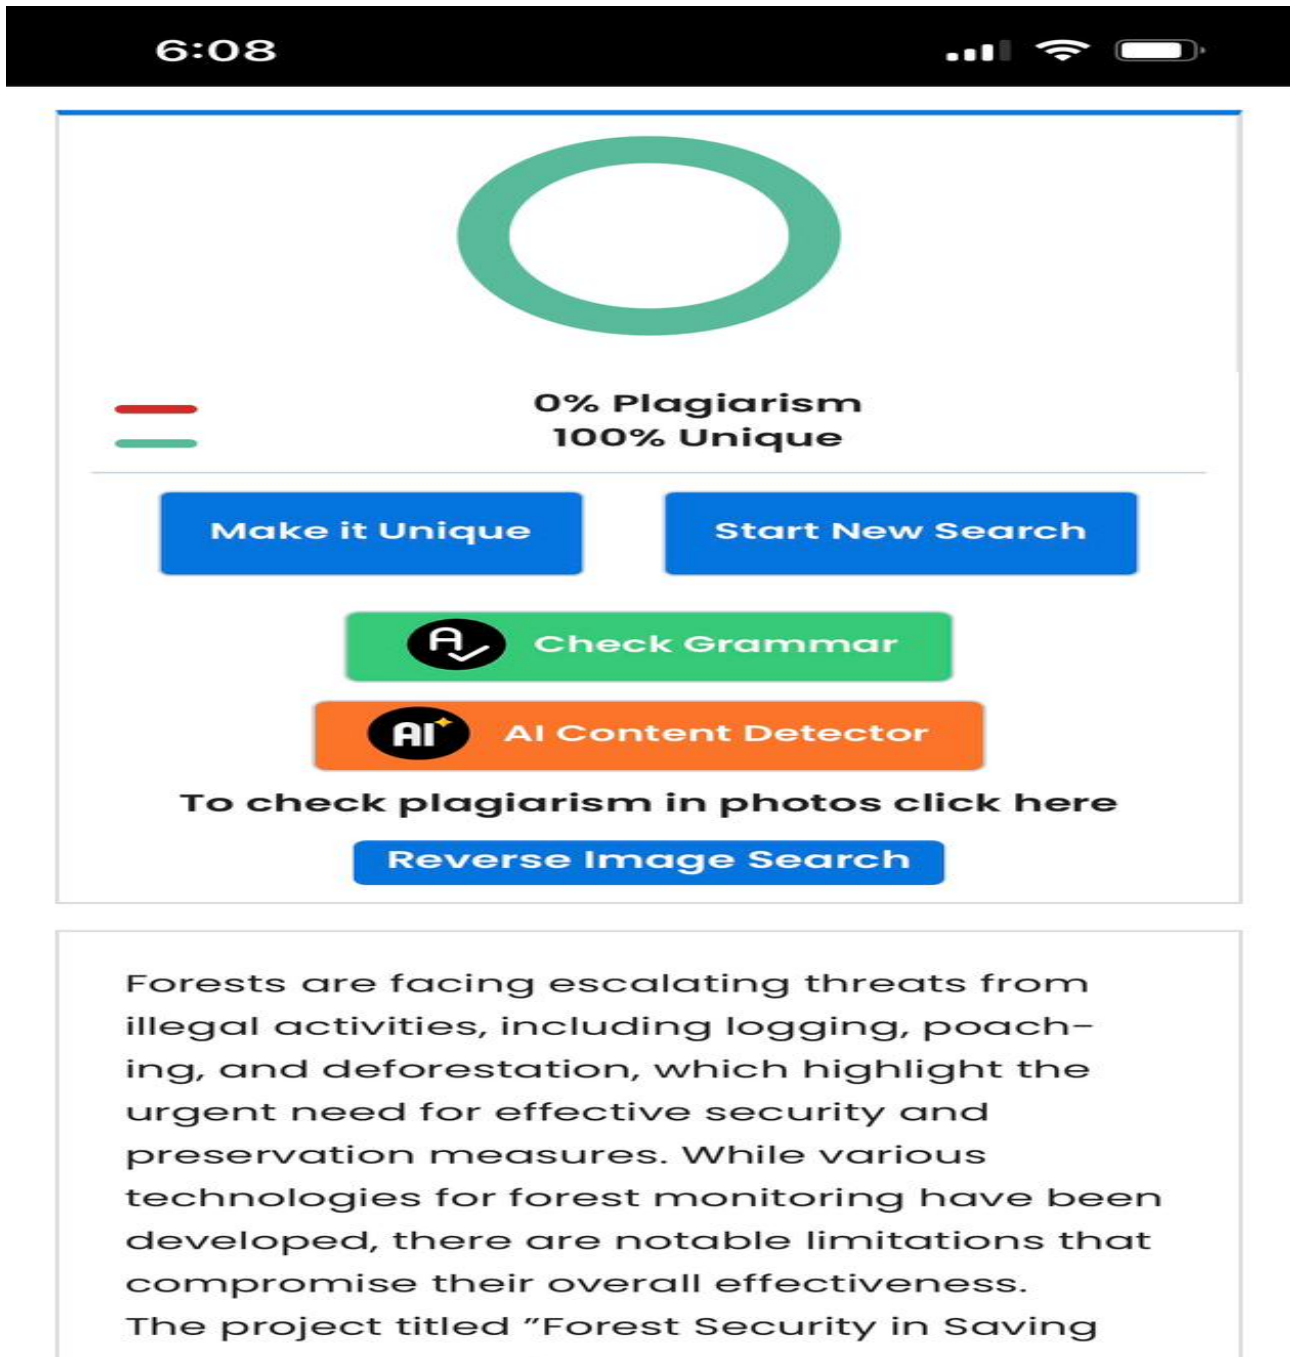 6:08
0% Plagiarism
100% Unique
Make it Unique
Start New Search
Check Grammar
AI
AI Content Detector
To check plagiarism in photos click here
Reverse Image Search
Forests are facing escalating threats from
illegal activities, including logging, poach-
ing, and deforestation, which highlight the
urgent need for effective security and
preservation measures. While various
technologies for forest monitoring have been
developed, there are notable limitations that
compromise their overall effectiveness.
The project titled "Forest Security in Saving